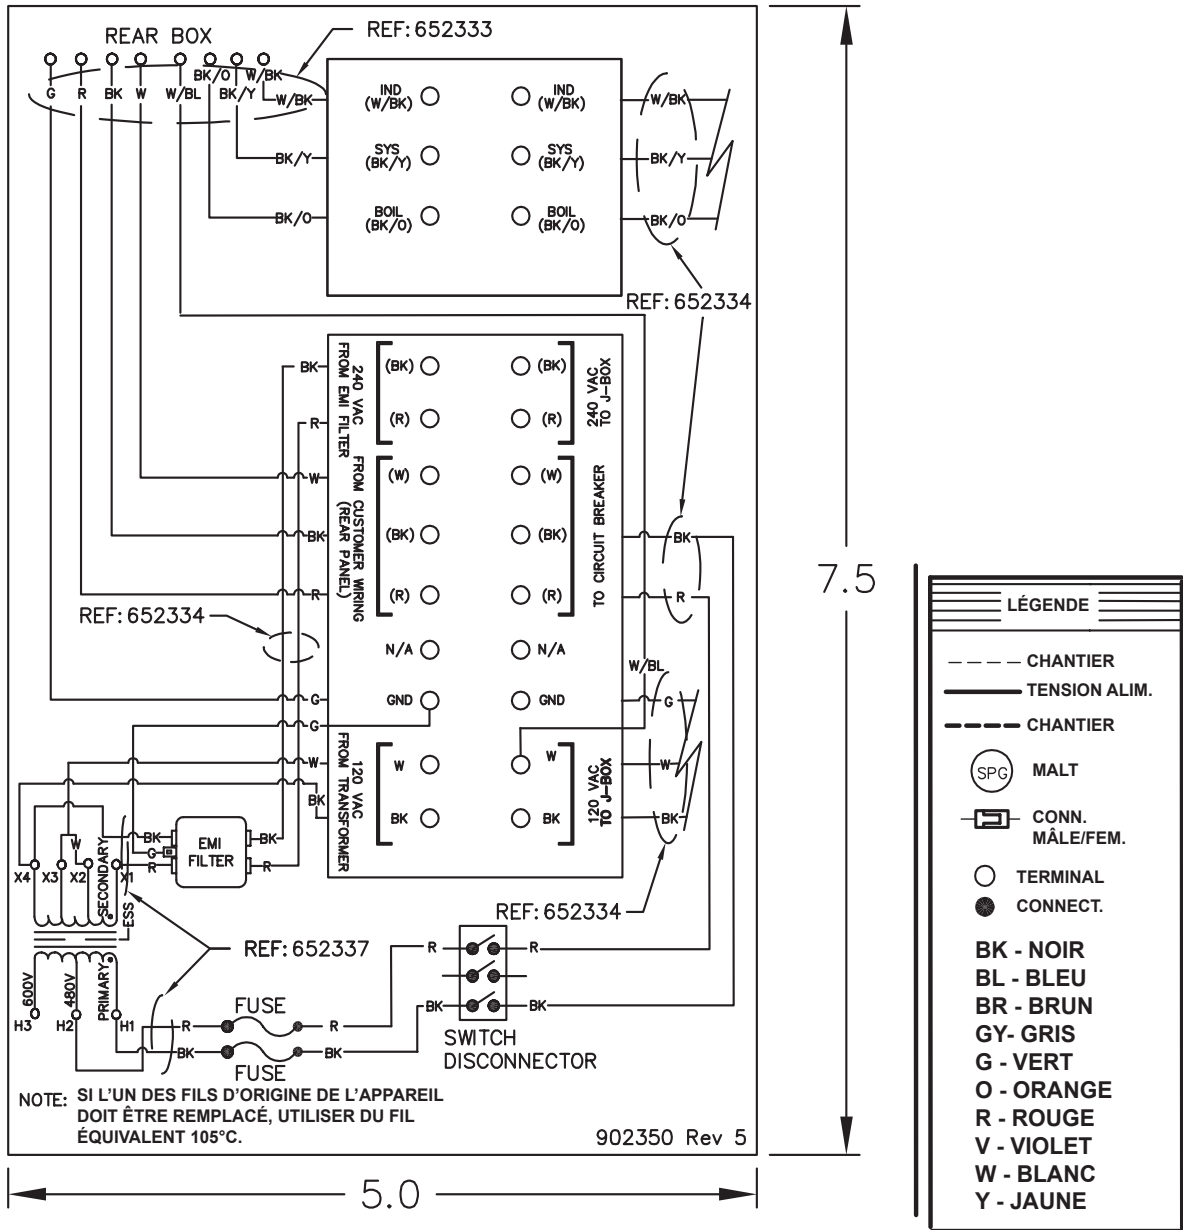 REAR BOX
REF: 652333
G R BK W W/BL BK/O BK/Y W/BK
W/BK
BK/Y
BK/O
IND
(W/BK)
SYS
(BK/Y)
BOIL
(BK/O)
IND
(W/BK)
SYS
(BK/Y)
BOIL
(BK/O)
W/BK
BK/Y
BK/O
REF: 652334
BK
R
W
BK
R
240 VAC
FROM EMI FILTER
(BK)
(R)
(BK)
(R)
240 VAC
TO J-BOX
FROM CUSTOMER WIRING
(REAR PANEL)
(W)
(BK)
(R)
(W)
(BK)
(R)
TO CIRCUIT BREAKER
BK
R
REF: 652334
N/A
N/A
W/BL
G
GND
GND
G
G
W
BK
120 VAC
FROM TRANSFORMER
W
BK
W
BK
120 VAC
TO J-BOX
W
BK
REF: 652334
BK
G
R
EMI
FILTER
BK
R
W
X4 X3 X2 X1
SECONDARY
ESS
PRIMARY
600V
480V
H3 H2 H1
REF: 652337
R
BK
FUSE
FUSE
R
BK
R
BK
R
BK
SWITCH
DISCONNECTOR
NOTE: SI L'UN DES FILS D'ORIGINE DE L'APPAREIL
DOIT ÊTRE REMPLACÉ, UTILISER DU FIL
ÉQUIVALENT 105°C.
902350 Rev 5
5.0
7.5
LÉGENDE
CHANTIER
TENSION ALIM.
CHANTIER
SPG MALT
CONN.
MÂLE/FEM.
TERMINAL
CONNECT.
BK - NOIR
BL - BLEU
BR - BRUN
GY- GRIS
G - VERT
O - ORANGE
R - ROUGE
V - VIOLET
W - BLANC
Y - JAUNE